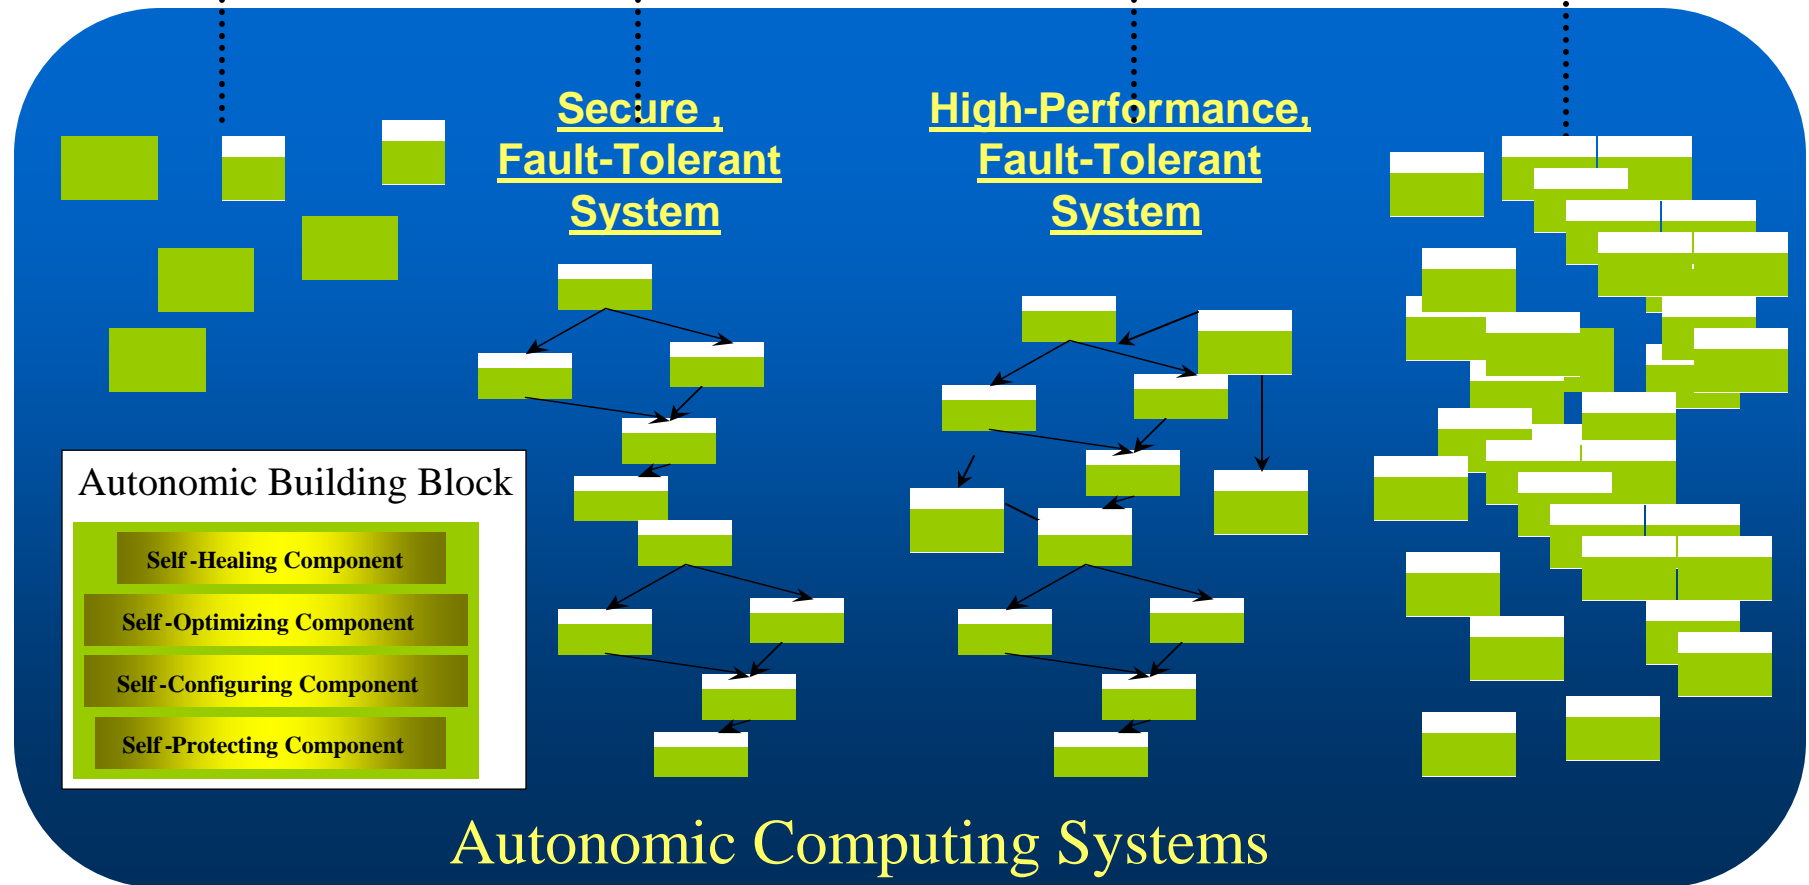 Secure ,
Fault-Tolerant
System
High-Performance,
Fault-Tolerant
System
Autonomic Building Block
Self-Healing Component
Self-Optimizing Component
Self-Configuring Component
Self-Protecting Component
Autonomic Computing Systems